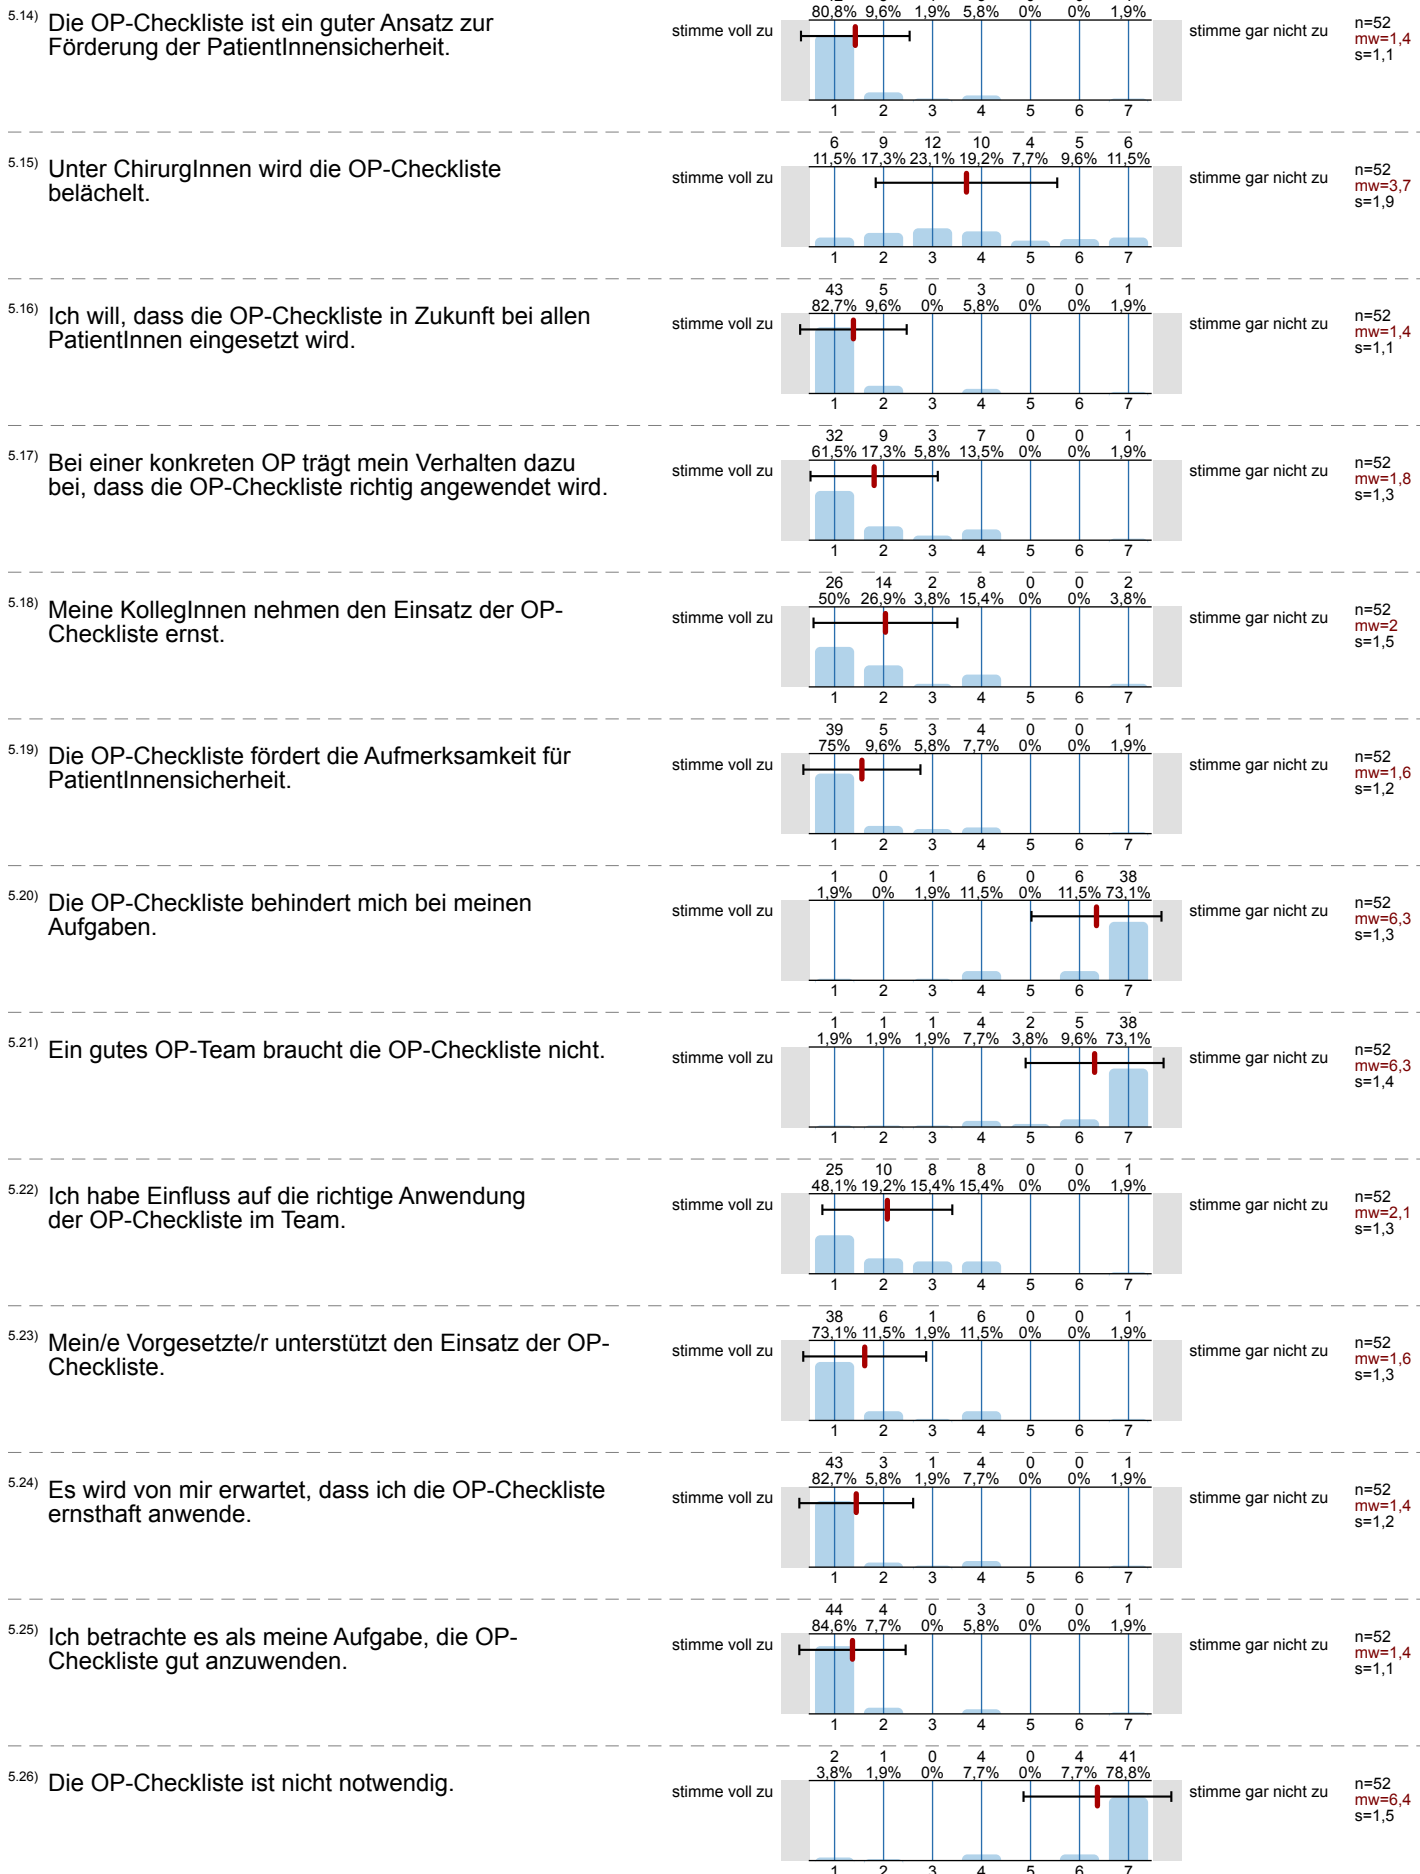 80,8% 9,6% 1,9% 5,8% 0% 0% 1,9%
5.14) Die OP-Checkliste ist ein guter Ansatz zur
Förderung der PatientInnensicherheit.
stimme voll zu
stimme gar nicht zu
n=52
mw=1,4
s=1,1
1 2 3 4 5 6 7
6 9 12 10 4 5 6
11,5% 17,3% 23,1% 19,2% 7,7% 9,6% 11,5%
5.15) Unter ChirurgInnen wird die OP-Checkliste
belächelt.
stimme voll zu
stimme gar nicht zu
n=52
mw=3,7
s=1,9
1 2 3 4 5 6 7
43 5 0 3 0 0 1
82,7% 9,6% 0% 5,8% 0% 0% 1,9%
5.16) Ich will, dass die OP-Checkliste in Zukunft bei allen
PatientInnen eingesetzt wird.
stimme voll zu
stimme gar nicht zu
n=52
mw=1,4
s=1,1
1 2 3 4 5 6 7
32 9 3 7 0 0 1
61,5% 17,3% 5,8% 13,5% 0% 0% 1,9%
5.17) Bei einer konkreten OP trägt mein Verhalten dazu
bei, dass die OP-Checkliste richtig angewendet wird.
stimme voll zu
stimme gar nicht zu
n=52
mw=1,8
s=1,3
1 2 3 4 5 6 7
26 14 2 8 0 0 2
50% 26,9% 3,8% 15,4% 0% 0% 3,8%
5.18) Meine KollegInnen nehmen den Einsatz der OP-
Checkliste ernst.
stimme voll zu
stimme gar nicht zu
n=52
mw=2
s=1,5
1 2 3 4 5 6 7
39 5 3 4 0 0 1
75% 9,6% 5,8% 7,7% 0% 0% 1,9%
5.19) Die OP-Checkliste fördert die Aufmerksamkeit für
PatientInnensicherheit.
stimme voll zu
stimme gar nicht zu
n=52
mw=1,6
s=1,2
1 2 3 4 5 6 7
1 0 1 6 0 6 38
1,9% 0% 1,9% 11,5% 0% 11,5% 73,1%
5.20) Die OP-Checkliste behindert mich bei meinen
Aufgaben.
stimme voll zu
stimme gar nicht zu
n=52
mw=6,3
s=1,3
1 2 3 4 5 6 7
1 1 1 4 2 5 38
1,9% 1,9% 1,9% 7,7% 3,8% 9,6% 73,1%
5.21) Ein gutes OP-Team braucht die OP-Checkliste nicht.
stimme voll zu
stimme gar nicht zu
n=52
mw=6,3
s=1,4
1 2 3 4 5 6 7
25 10 8 8 0 0 1
48,1% 19,2% 15,4% 15,4% 0% 0% 1,9%
5.22) Ich habe Einfluss auf die richtige Anwendung
der OP-Checkliste im Team.
stimme voll zu
stimme gar nicht zu
n=52
mw=2,1
s=1,3
1 2 3 4 5 6 7
38 6 1 6 0 0 1
73,1% 11,5% 1,9% 11,5% 0% 0% 1,9%
5.23) Mein/e Vorgesetzte/r unterstützt den Einsatz der OP-
Checkliste.
stimme voll zu
stimme gar nicht zu
n=52
mw=1,6
s=1,3
1 2 3 4 5 6 7
43 3 1 4 0 0 1
82,7% 5,8% 1,9% 7,7% 0% 0% 1,9%
5.24) Es wird von mir erwartet, dass ich die OP-Checkliste
ernsthaft anwende.
stimme voll zu
stimme gar nicht zu
n=52
mw=1,4
s=1,2
1 2 3 4 5 6 7
44 4 0 3 0 0 1
84,6% 7,7% 0% 5,8% 0% 0% 1,9%
5.25) Ich betrachte es als meine Aufgabe, die OP-
Checkliste gut anzuwenden.
stimme voll zu
stimme gar nicht zu
n=52
mw=1,4
s=1,1
1 2 3 4 5 6 7
2 1 0 4 0 4 41
3,8% 1,9% 0% 7,7% 0% 7,7% 78,8%
5.26) Die OP-Checkliste ist nicht notwendig.
stimme voll zu
stimme gar nicht zu
n=52
mw=6,4
s=1,5
1 2 3 4 5 6 7